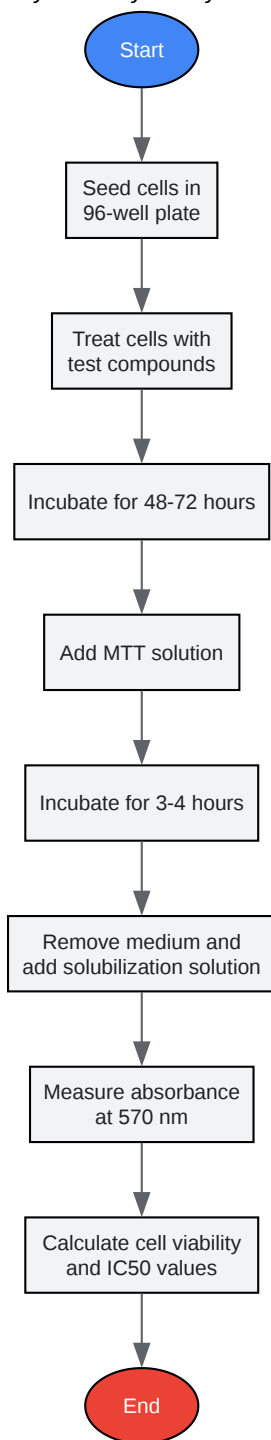 Start
Seed cells in
96-well plate
Treat cells with
test compounds
Incubate for 48-72 hours
Add MTT solution
Incubate for 3-4 hours
Remove medium and
add solubilization solution
Measure absorbance
at 570 nm
Calculate cell viability
and IC50 values
End